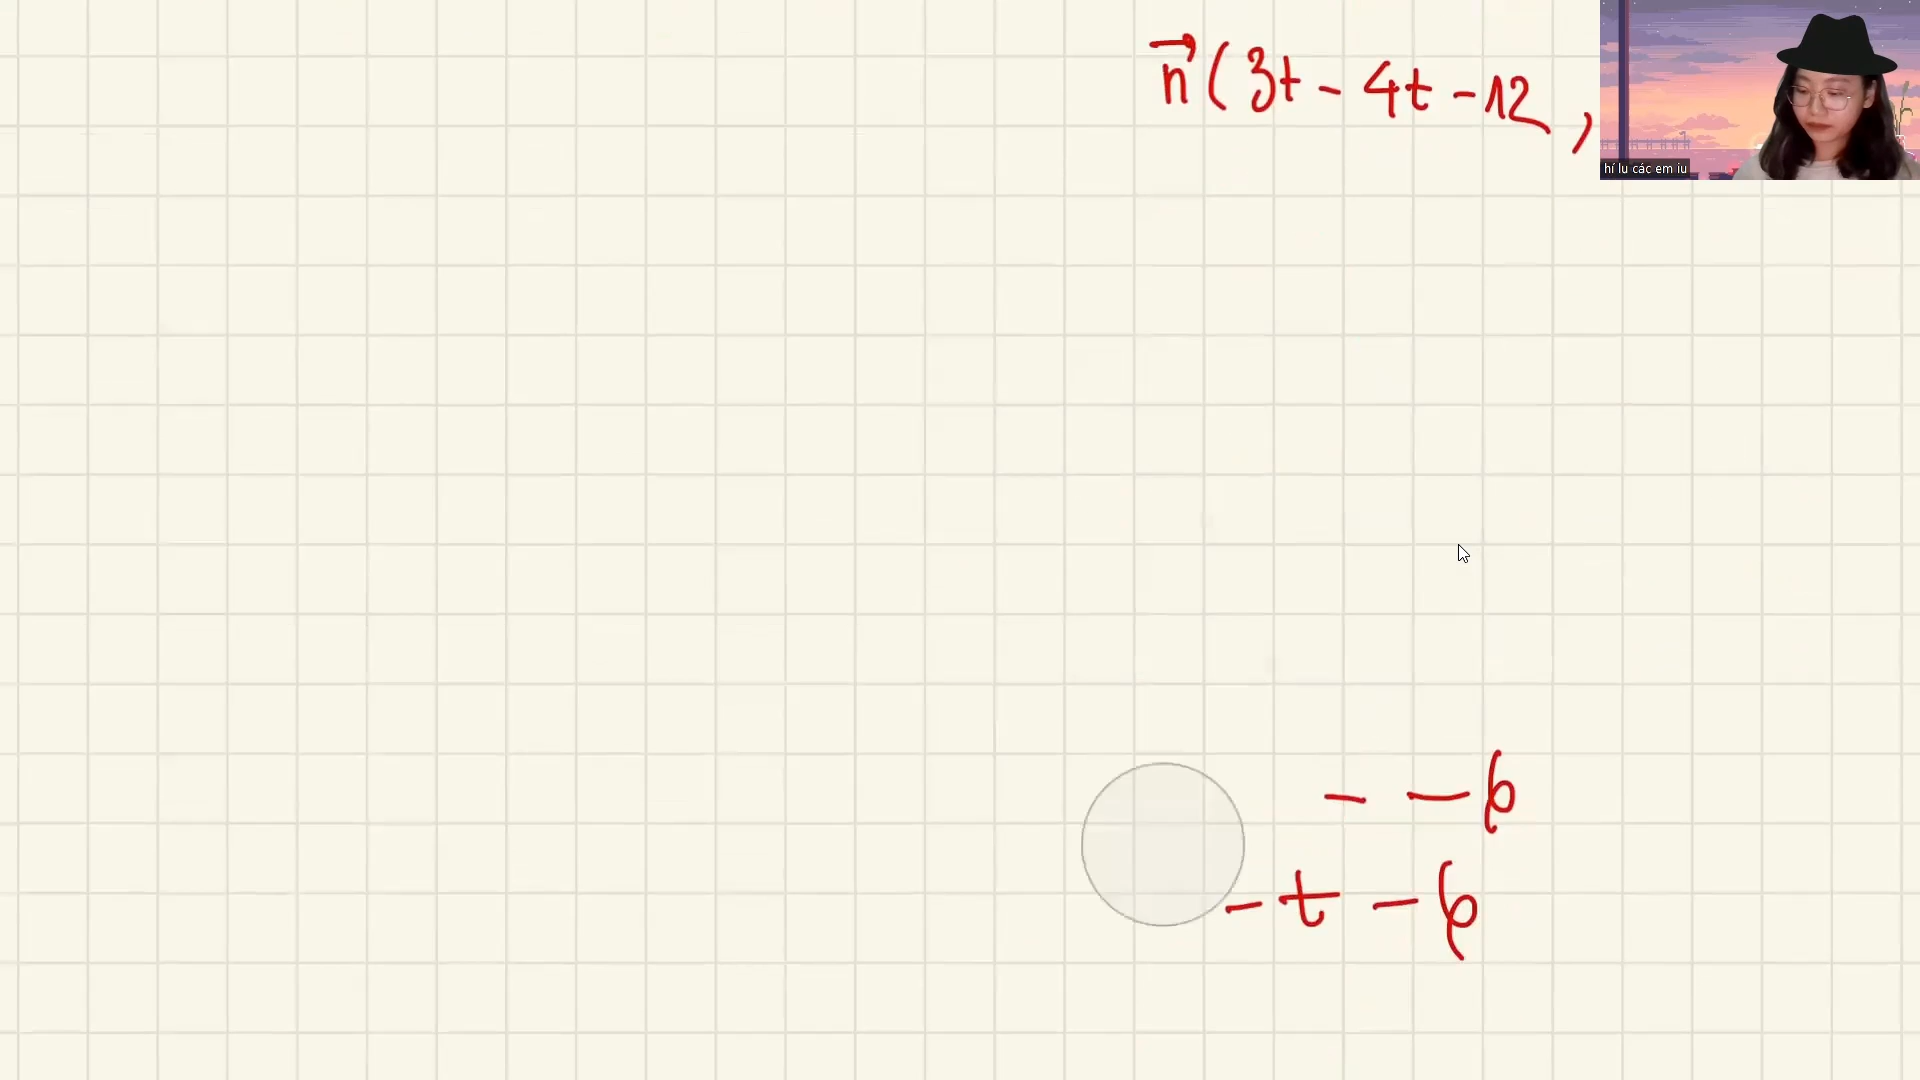 n⃗(3t - 4t - 12,
hí lu các em iu
- - 6
- t - 6